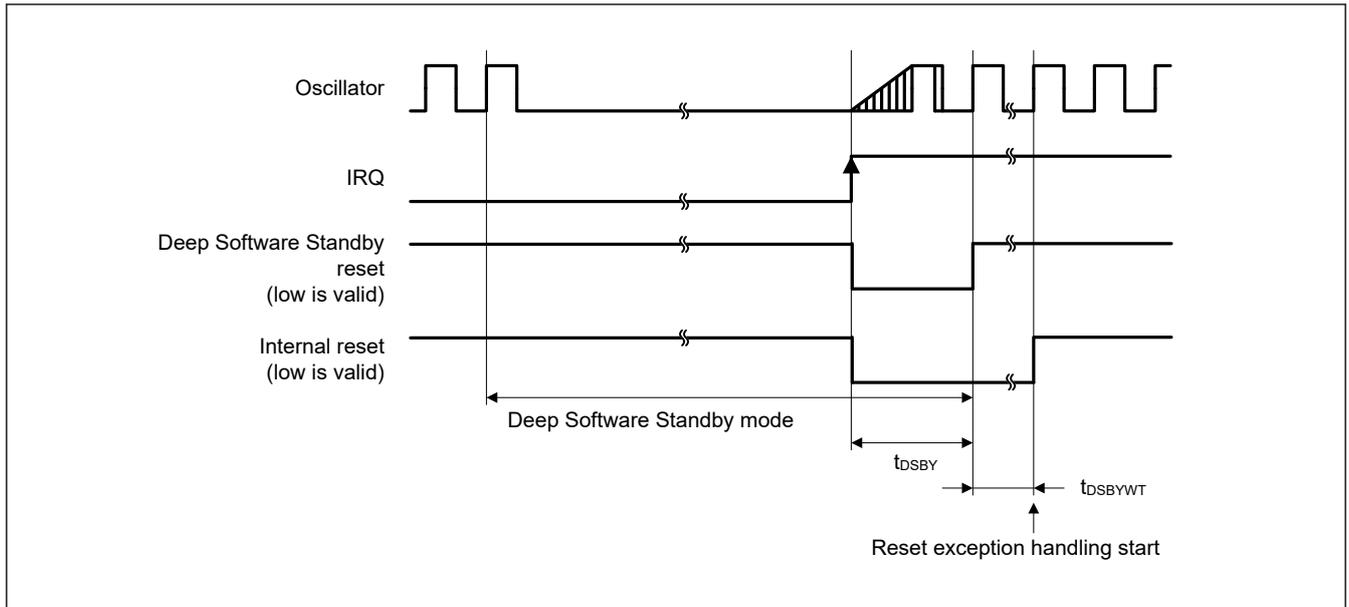 Oscillator
IRQ
Deep Software Standby
reset
(low is valid)
Internal reset
(low is valid)
Deep Software Standby mode
tDSBY
tDSBYWT
Reset exception handling start